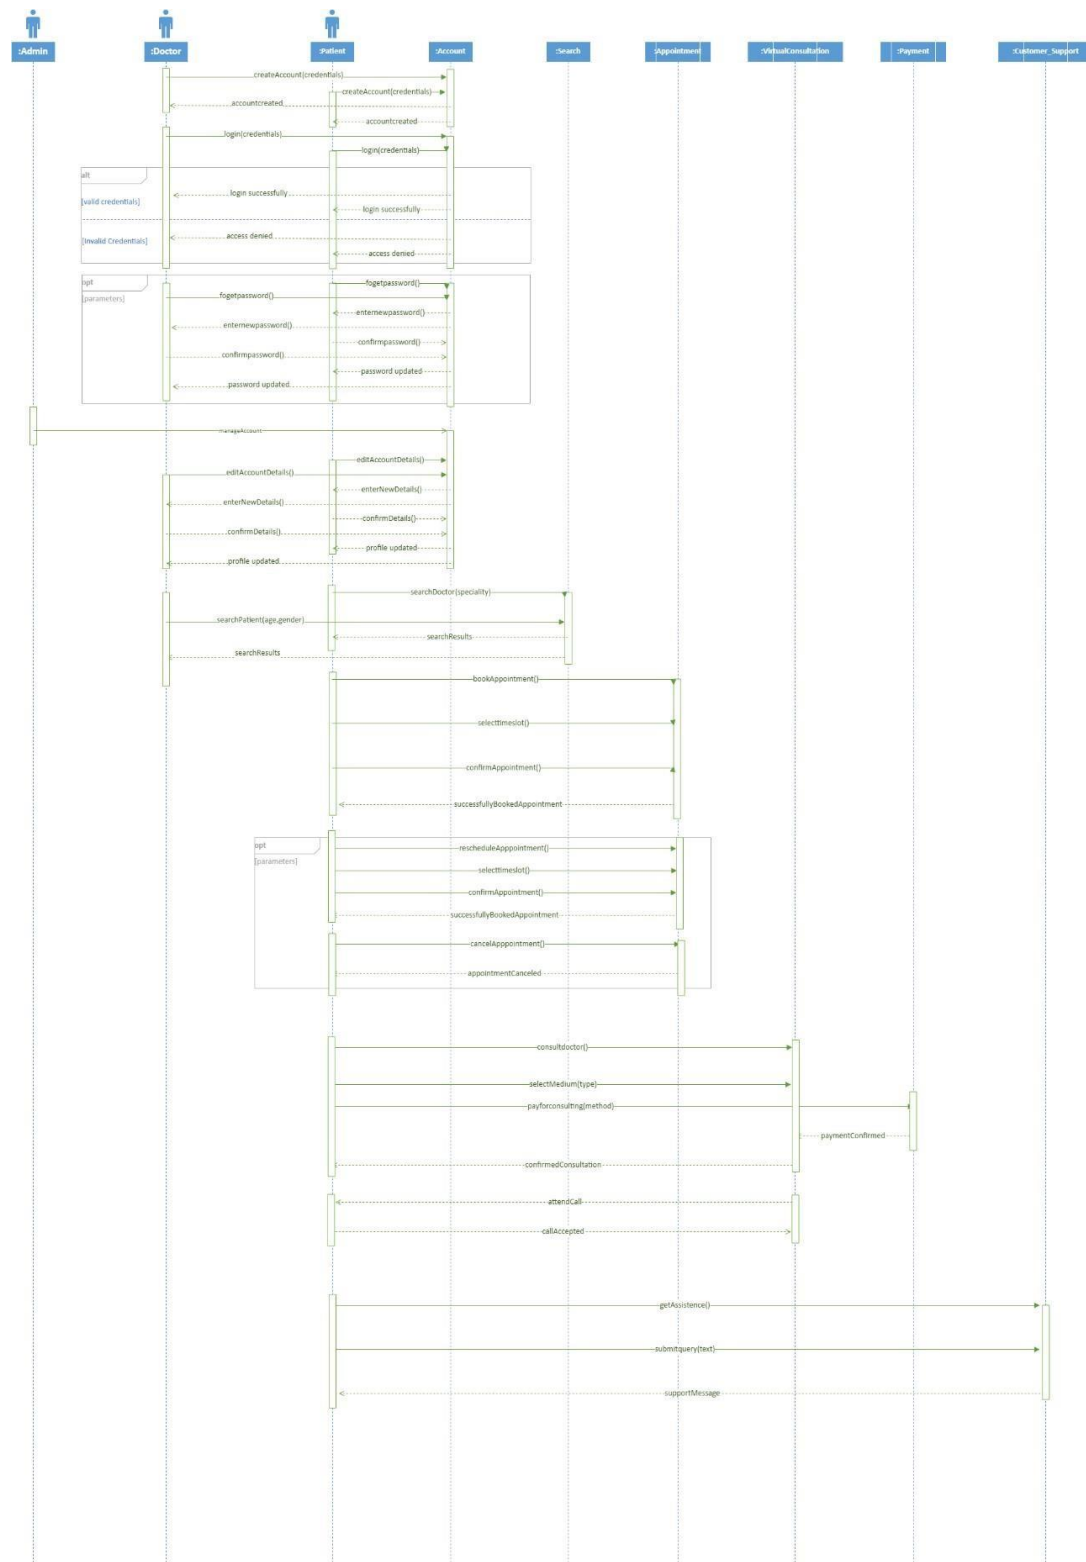 :Admin
:Doctor
:Patient
:Account
:Search
:Appointment
:VirtualConsultation
:Payment
:Customer_Support
createAccount(credentials)
createAccount(credentials)
accountcreated
accountcreated
login(credentials)
login(credentials)
alt
[valid credentials]
login successfully
login successfully
[Invalid Credentials]
access denied
access denied
opt
[parameters]
fogetpassword()
fogetpassword()
enternewpassword()
enternewpassword()
confirmpassword()
confirmpassword()
password updated
password updated
manageAccount
editAccountDetails()
editAccountDetails()
enterNewDetails()
enterNewDetails()
confirmDetails()
confirmDetails()
profile updated
profile updated
searchDoctor(speciality)
searchPatient(age,gender)
searchResults
searchResults
bookAppointment()
selecttimeslot()
confirmAppointment()
successfullyBookedAppointment
opt
[parameters]
rescheduleApppointment()
selecttimeslot()
confirmAppointment()
successfullyBookedAppointment
cancelApppointment()
appointmentCanceled
consultdoctor()
selectMedium(type)
payforconsulting(method)
paymentConfirmed
confirmedConsultation
attendCall
callAccepted
getAssistence()
submitquery(text)
supportMessage